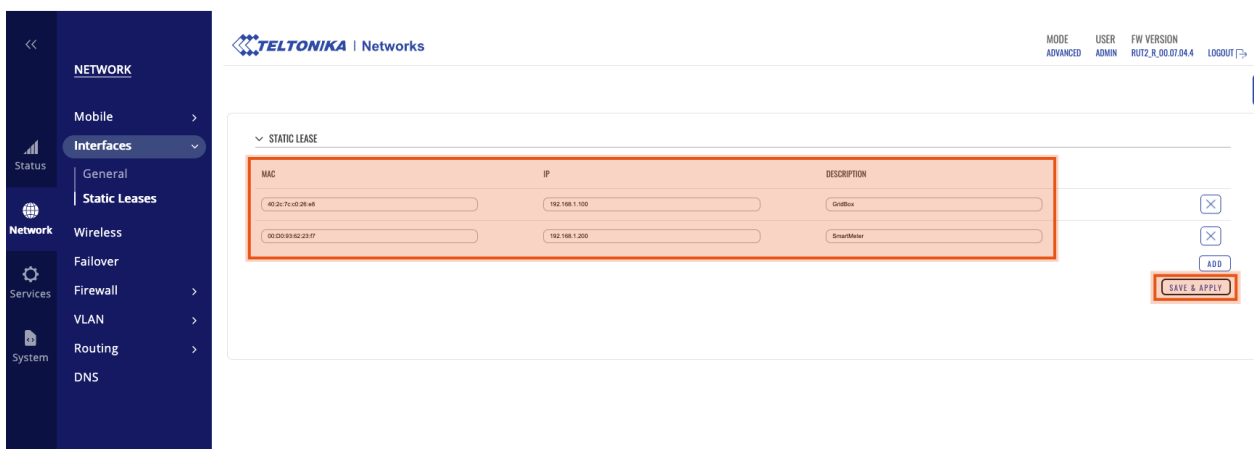 TELTONIKA | Networks
MODE USER FW VERSION
ADVANCED ADMIN RUT2_R_00.07.04.4 LOGOUT
NETWORK
Mobile
Interfaces
General
Static Leases
Wireless
Failover
Firewall
VLAN
Routing
DNS
Status
Network
Services
System
STATIC LEASE
MAC IP DESCRIPTION
40:2c:7c:c0:26:e8 192.168.1.100 GridBox
00:D0:93:62:23:f7 192.168.1.200 SmartMeter
ADD
SAVE & APPLY